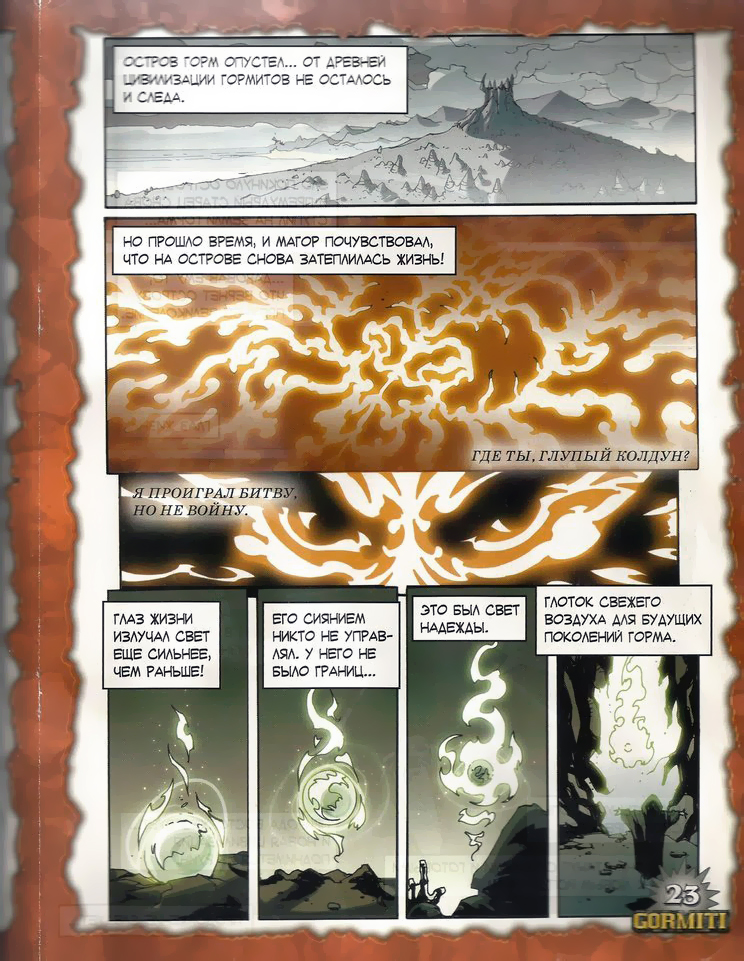 ОСТРОВ ГОРМ ОПУСТЕЛ... ОТ ДРЕВНЕЙ
ЦИВИЛИЗАЦИИ ГОРМИТОВ НЕ ОСТАЛОСЬ
И СЛЕДА.
НО ПРОШЛО ВРЕМЯ, И МАГОР ПОЧУВСТВОВАЛ,
ЧТО НА ОСТРОВЕ СНОВА ЗАТЕПЛИЛАСЬ ЖИЗНЬ!
ГДЕ ТЫ, ГЛУПЫЙ КОЛДУН?
Я ПРОИГРАЛ БИТВУ,
НО НЕ ВОЙНУ.
ГЛАЗ ЖИЗНИ
ИЗЛУЧАЛ СВЕТ
ЕЩЕ СИЛЬНЕЕ,
ЧЕМ РАНЬШЕ!
ЕГО СИЯНИЕМ
НИКТО НЕ УПРАВ-
ЛЯЛ. У НЕГО НЕ
БЫЛО ГРАНИЦ...
ЭТО БЫЛ СВЕТ
НАДЕЖДЫ.
ГЛОТОК СВЕЖЕГО
ВОЗДУХА ДЛЯ БУДУЩИХ
ПОКОЛЕНИЙ ГОРМА.
23
GORMITI